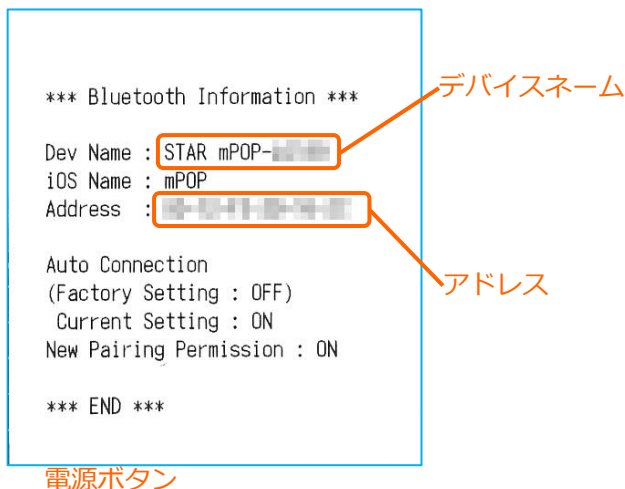 *** Bluetooth Information ***
デバイスネーム
Dev Name : STAR mPOP-
iOS Name : mPOP
Address :
アドレス
Auto Connection
(Factory Setting : OFF)
Current Setting : ON
New Pairing Permission : ON
*** END ***
電源ボタン